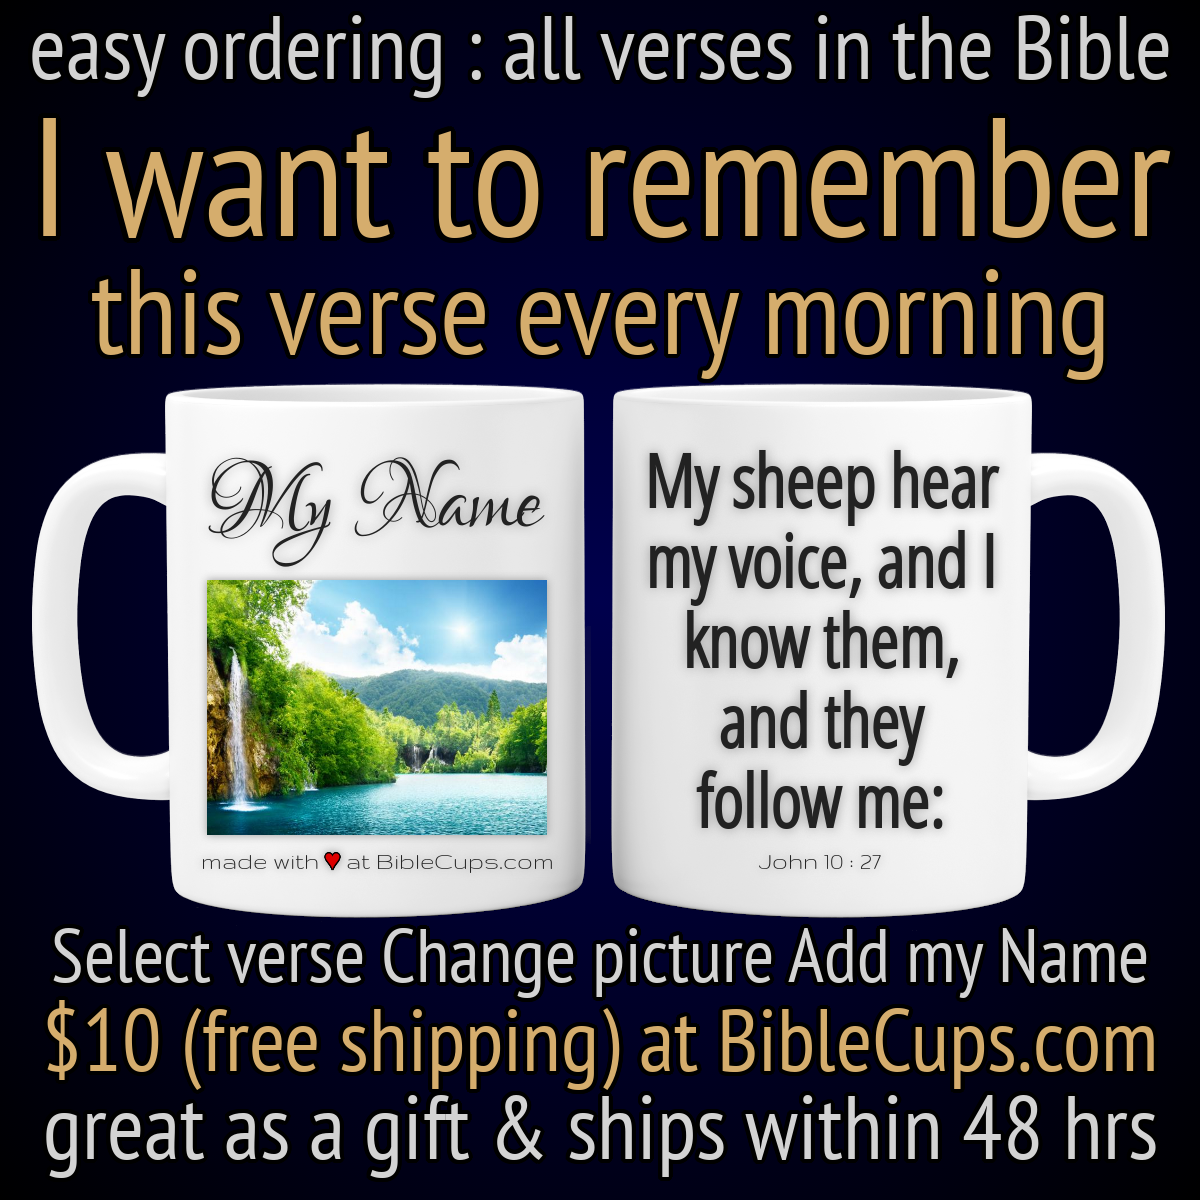 easy ordering : all verses in the Bible
I want to remember
this verse every morning
My Name
made with ♥ at BibleCups.com
My sheep hear
my voice, and I
know them,
and they
follow me:
John 10 : 27
Select verse Change picture Add my Name
$10 (free shipping) at BibleCups.com
great as a gift & ships within 48 hrs